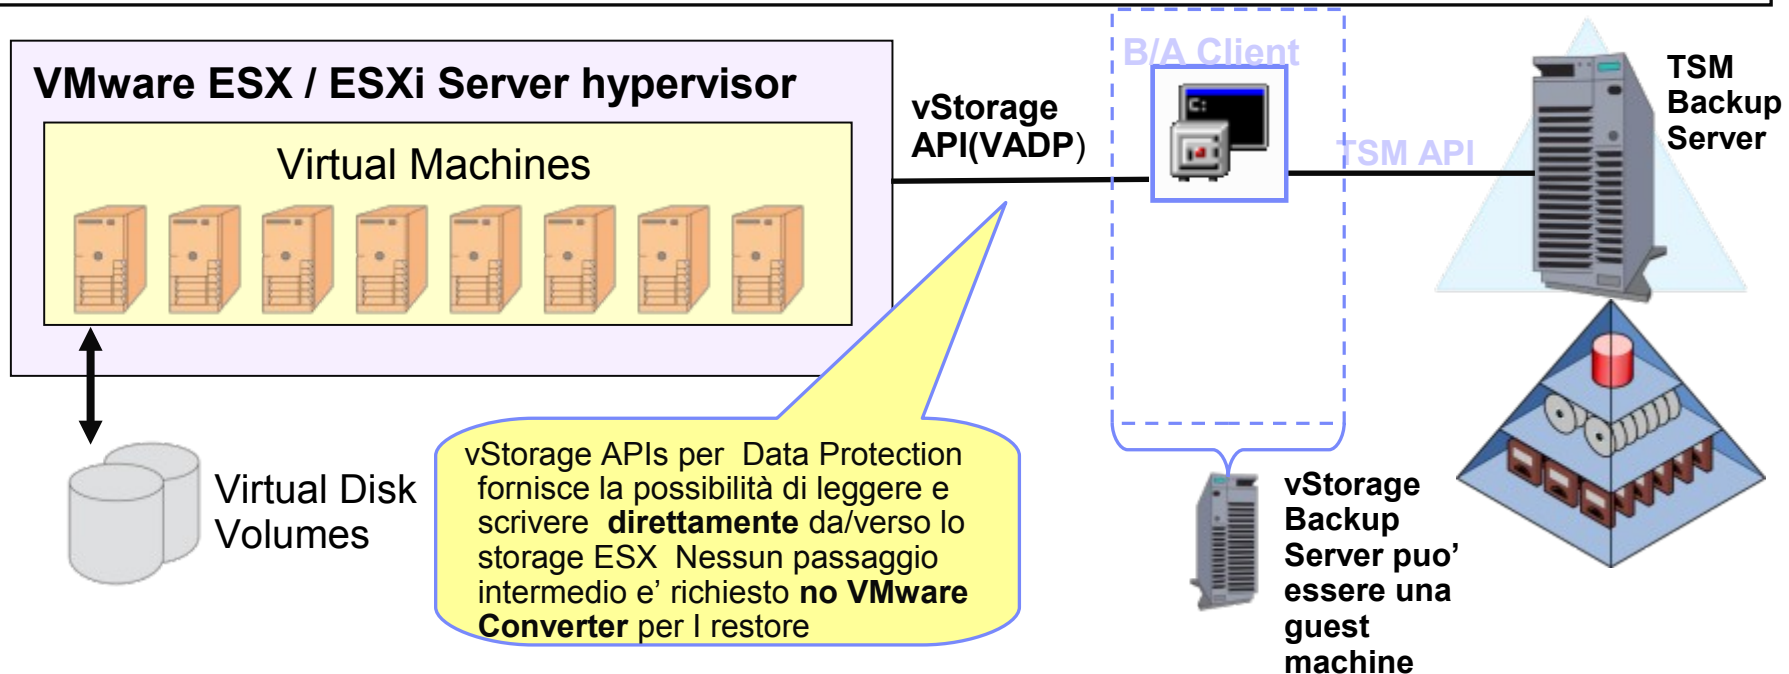 VMware ESX / ESXi Server hypervisor
Virtual Machines
Virtual Disk
Volumes
vStorage
API(VADP)
B/A Client
C:
TSM API
TSM
Backup
Server
vStorage APIs per Data Protection
fornisce la possibilità di leggere e
scrivere direttamente da/verso lo
storage ESX Nessun passaggio
intermedio e’ richiesto no VMware
Converter per I restore
vStorage
Backup
Server puo’
essere una
guest
machine